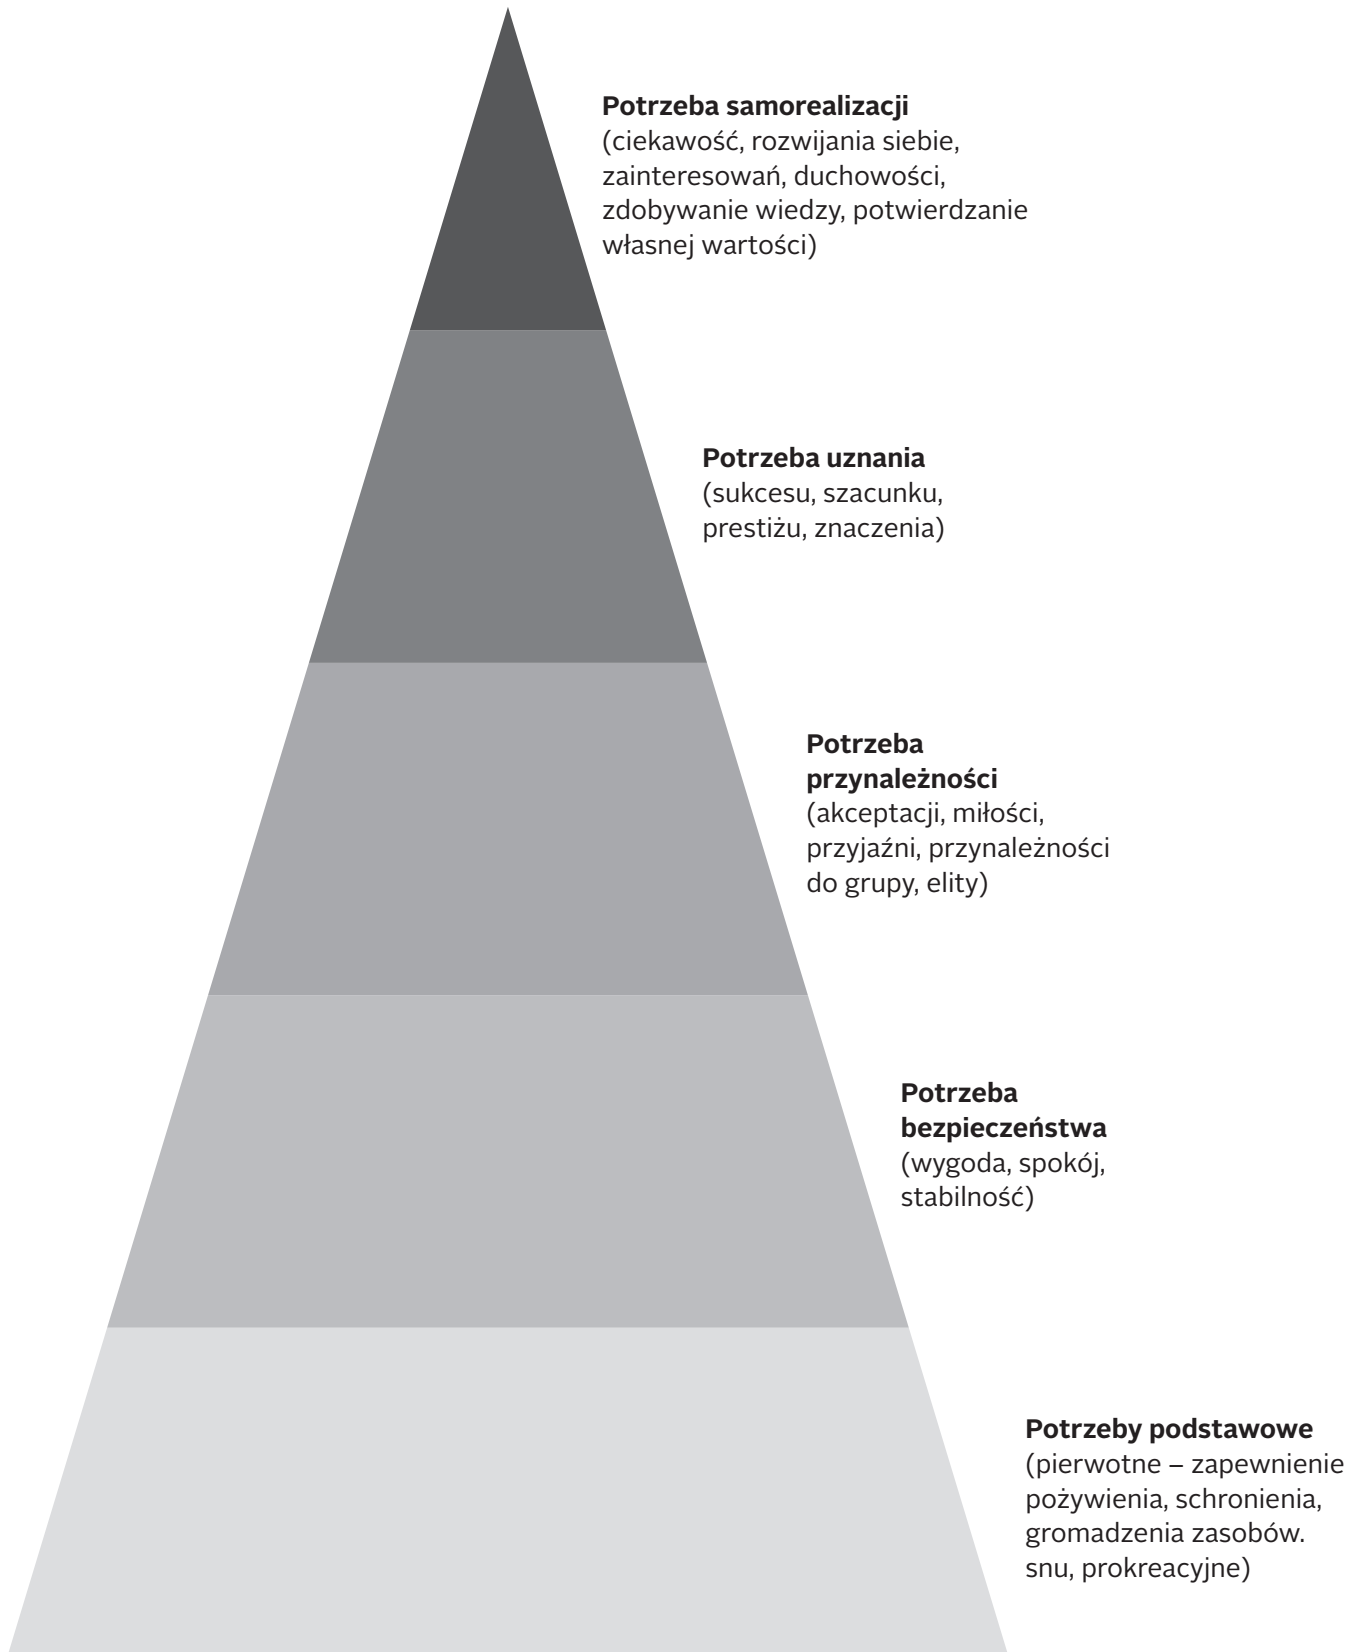 Potrzeba samorealizacji
(ciekawość, rozwijania siebie,
zainteresowań, duchowości,
zdobywanie wiedzy, potwierdzanie
własnej wartości)
Potrzeba uznania
(sukcesu, szacunku,
prestiżu, znaczenia)
Potrzeba
przynależności
(akceptacji, miłości,
przyjaźni, przynależności
do grupy, elity)
Potrzeba
bezpieczeństwa
(wygoda, spokój,
stabilność)
Potrzeby podstawowe
(pierwotne – zapewnienie
pożywienia, schronienia,
gromadzenia zasobów.
snu, prokreacyjne)